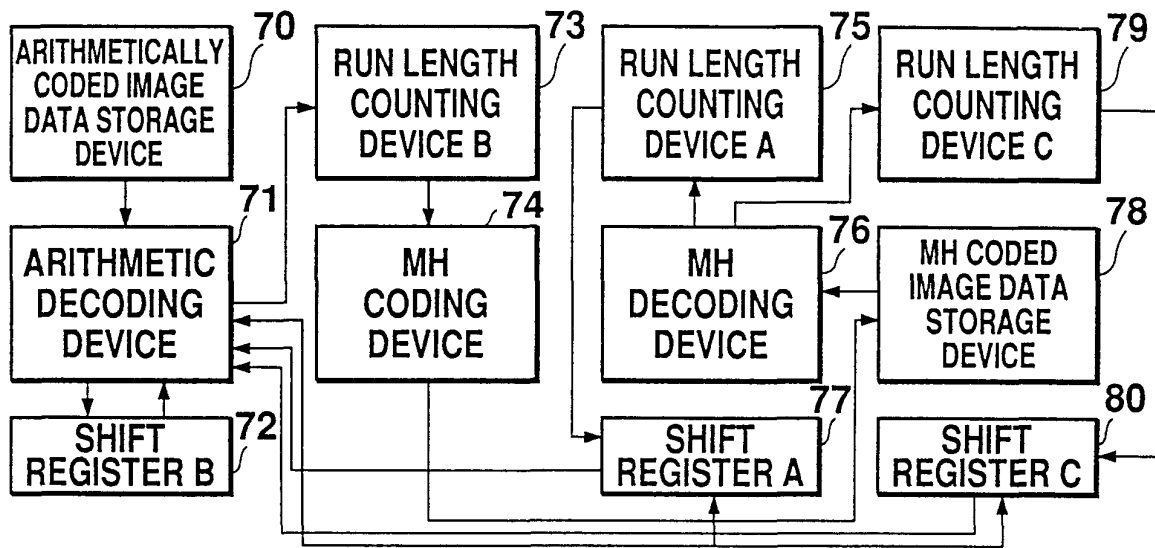 70
ARITHMETICALLY
CODED IMAGE
DATA STORAGE
DEVICE
73
RUN LENGTH
COUNTING
DEVICE B
75
RUN LENGTH
COUNTING
DEVICE A
79
RUN LENGTH
COUNTING
DEVICE C
71
ARITHMETIC
DECODING
DEVICE
74
MH
CODING
DEVICE
76
MH
DECODING
DEVICE
78
MH CODED
IMAGE DATA
STORAGE
DEVICE
72
SHIFT
REGISTER B
77
SHIFT
REGISTER A
80
SHIFT
REGISTER C